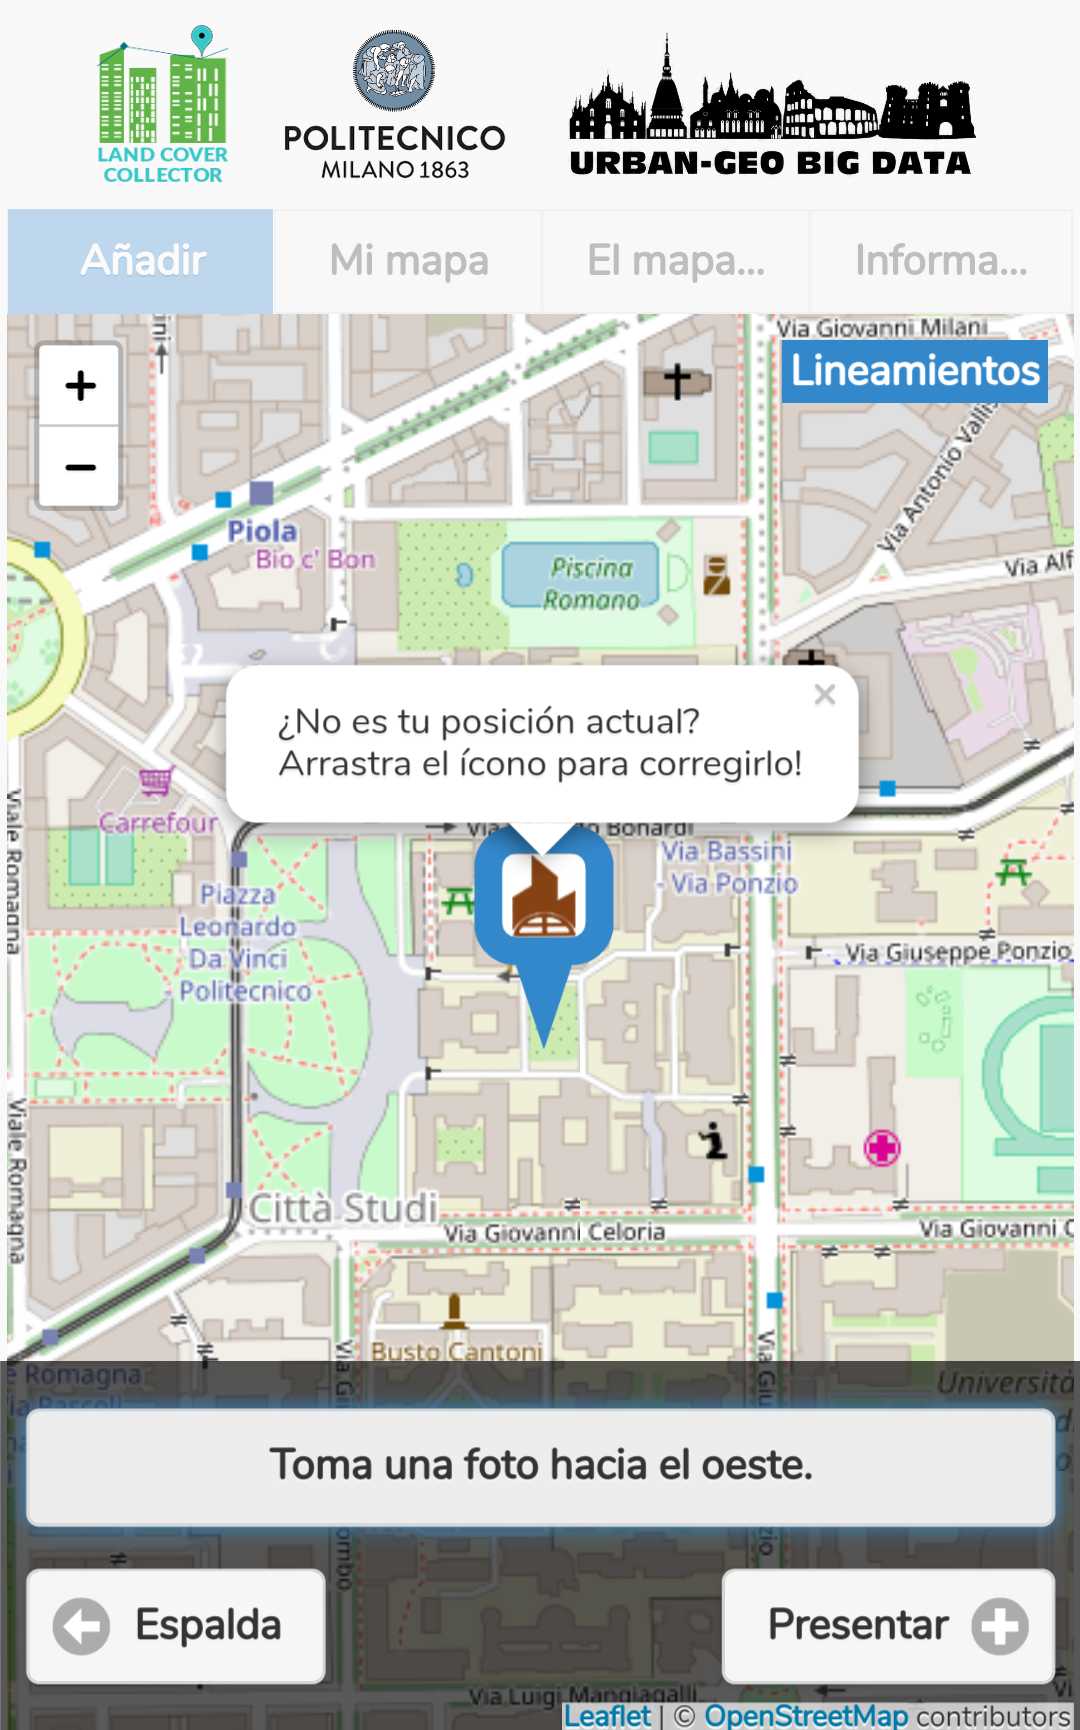 LAND COVER
COLLECTOR
POLITECNICO
MILANO 1863
URBAN-GEO BIG DATA
Añadir
Mi mapa
El mapa...
Informa...
Via Giovanni Milani
Lineamientos
Via Antonio Vallis
Piola
Bio c' Bon
Piscina
Romano
Via Alf
¿No es tu posición actual?
Arrastra el ícono para corregirlo!
Carrefour
Bonardi
Via Bassini
- Via Ponzio
Viale Romagna
Piazza
Leonardo
Da Vinci
- Politecnico
Via Giuseppe Ponzio
Viale Romagna
Città Studi
Via Giovanni Celoria
Via Giovanni C
Busto Cantoni
e Romagna
Università
Toma una foto hacia el oeste.
Espalda
Presentar
Via Luigi Mangiagalli
Leaflet | © OpenStreetMap contributors